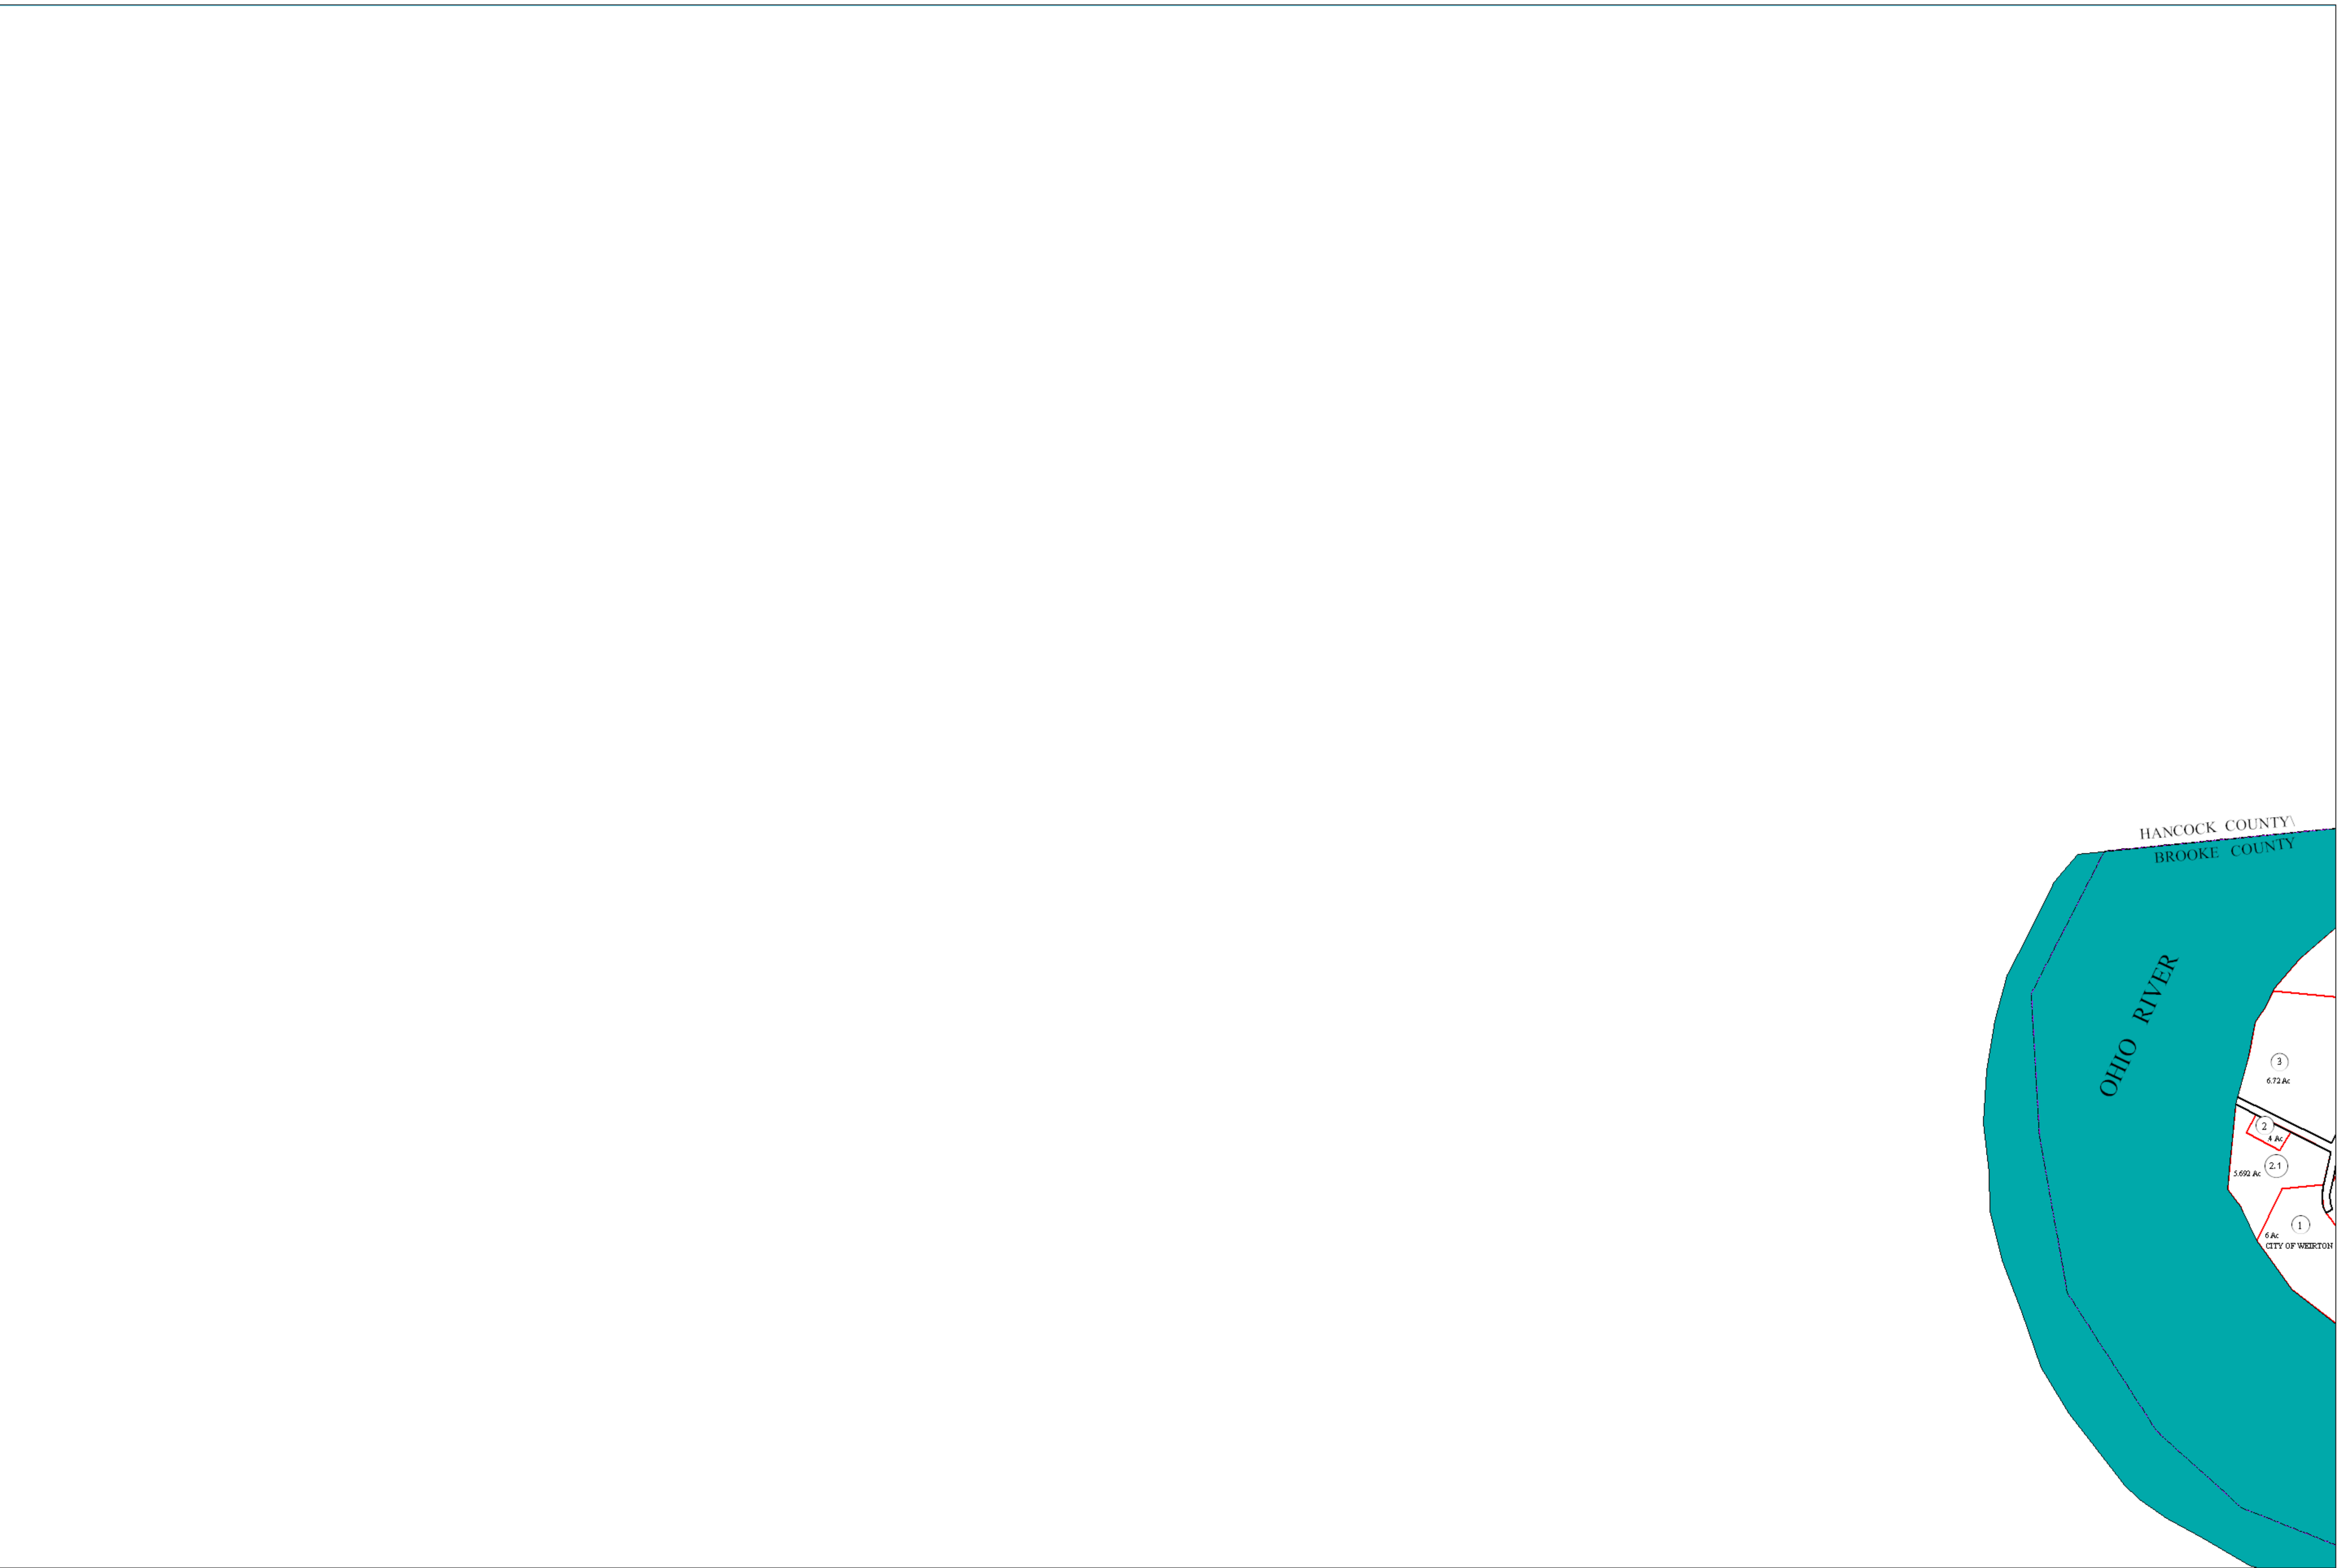 HANCOCK COUNTY\
BROOKE COUNTY
OHIO RIVER
3
6.72 Ac
2
.4 Ac
2.1
5.692 Ac
1
6 Ac
CITY OF WEIRTON